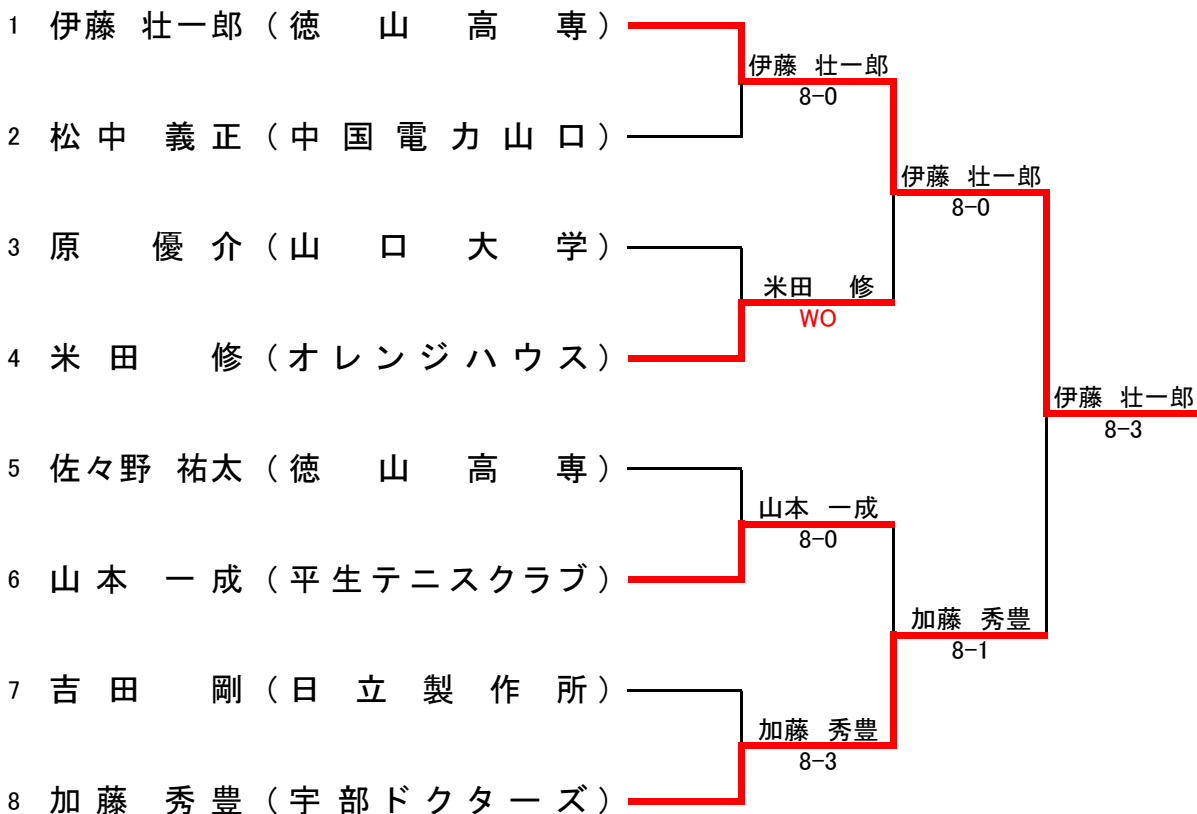 1 伊藤 壮一郎 (徳山高専)
伊藤 壮一郎
8-0
2 松中 義正 (中国電力山口)
伊藤 壮一郎
8-0
3 原 優介 (山口大学)
米田 修
WO
4 米田 修 (オレンジハウス)
伊藤 壮一郎
8-3
5 佐々野 祐太 (徳山高専)
山本 一成
8-0
6 山本 一成 (平生テニスクラブ)
加藤 秀豊
8-1
7 吉田 剛 (日立製作所)
加藤 秀豊
8-3
8 加藤 秀豊 (宇部ドクターズ)